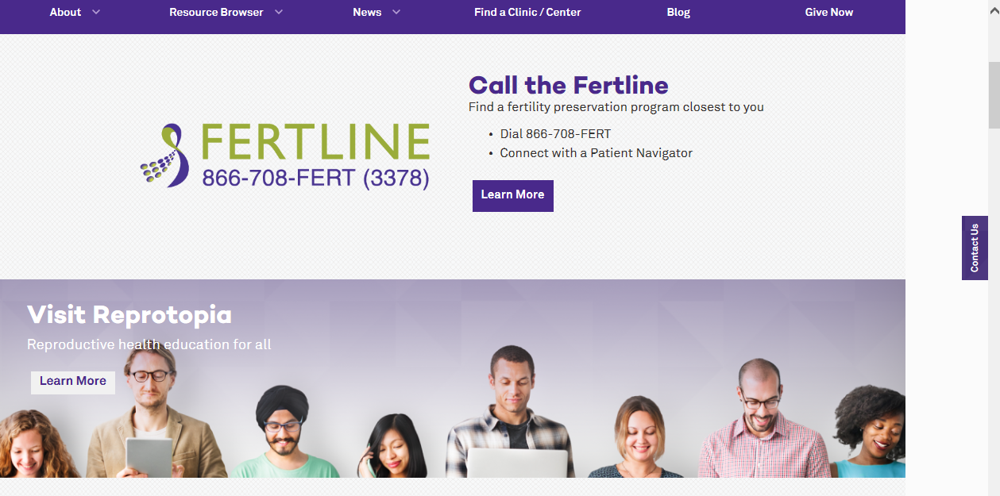 About
Resource Browser
News
Find a Clinic / Center
Blog
Give Now
FERTLINE
866-708-FERT (3378)
Call the Fertline
Find a fertility preservation program closest to you
• Dial 866-708-FERT
• Connect with a Patient Navigator
Learn More
Contact Us
Visit Reprotopia
Reproductive health education for all
Learn More